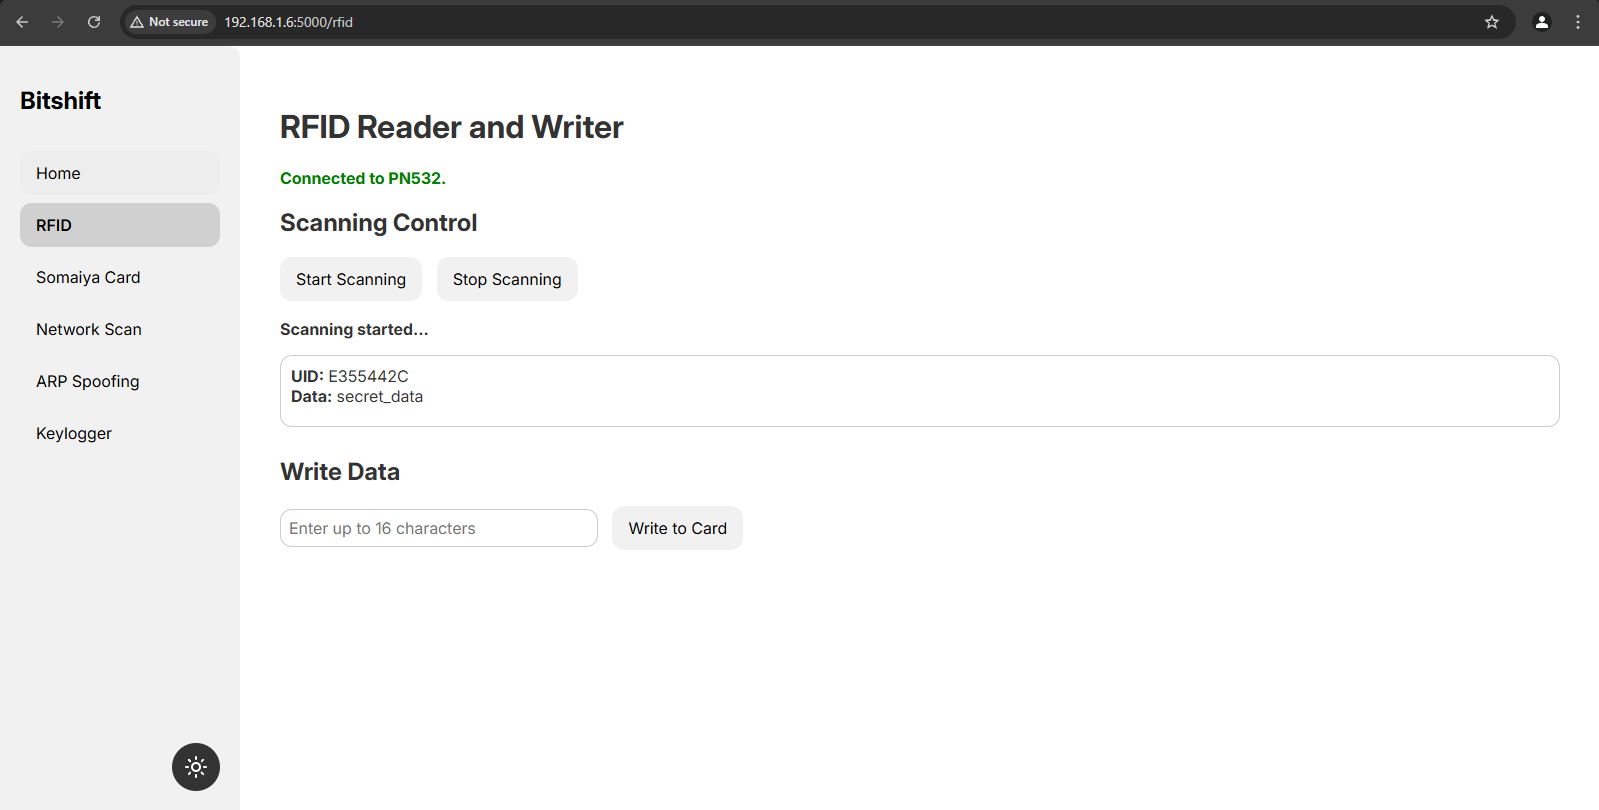 Not secure
192.168.1.6:5000/rfid
Bitshift
Home
RFID
Somaiya Card
Network Scan
ARP Spoofing
Keylogger
RFID Reader and Writer
Connected to PN532.
Scanning Control
Start Scanning
Stop Scanning
Scanning started...
UID: E355442C
Data: secret_data
Write Data
Enter up to 16 characters
Write to Card